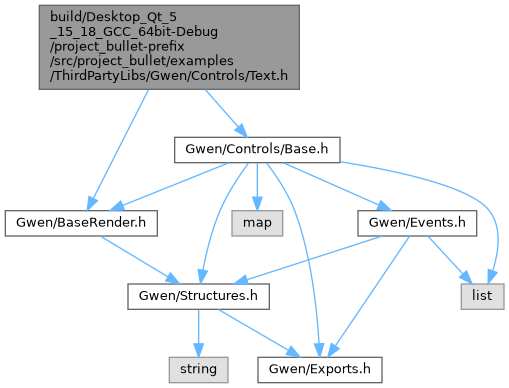 build/Desktop_Qt_5
_15_18_GCC_64bit-Debug
/project_bullet-prefix
/src/project_bullet/examples
/ThirdPartyLibs/Gwen/Controls/Text.h
Gwen/Controls/Base.h
Gwen/BaseRender.h
map
Gwen/Events.h
Gwen/Structures.h
list
string
Gwen/Exports.h